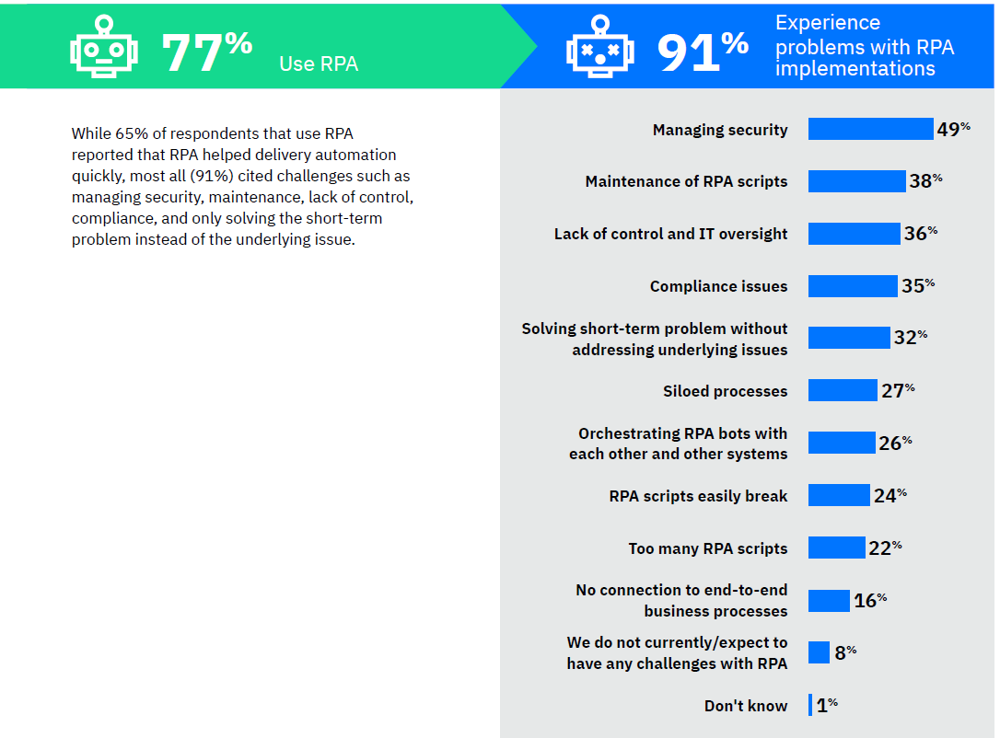 77%
Use RPA
91%
Experience
problems with RPA
implementations
While 65% of respondents that use RPA
reported that RPA helped delivery automation
quickly, most all (91%) cited challenges such as
managing security, maintenance, lack of control,
compliance, and only solving the short-term
problem instead of the underlying issue.
Managing security 49%
Maintenance of RPA scripts 38%
Lack of control and IT oversight 36%
Compliance issues 35%
Solving short-term problem without
addressing underlying issues 32%
Siloed processes 27%
Orchestrating RPA bots with
each other and other systems 26%
RPA scripts easily break 24%
Too many RPA scripts 22%
No connection to end-to-end
business processes 16%
We do not currently/expect to
have any challenges with RPA 8%
Don't know 1%